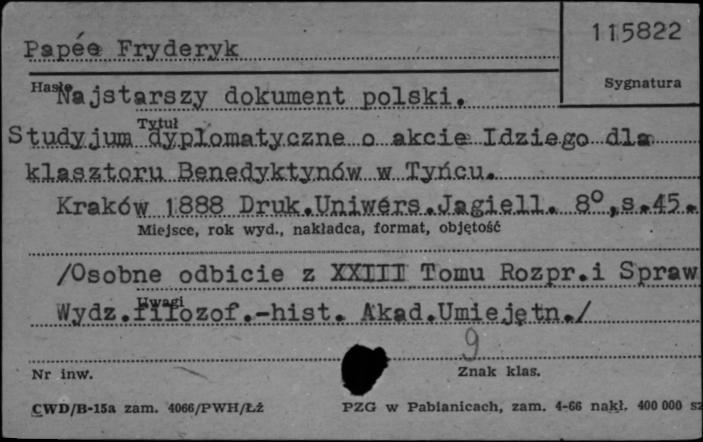 115822
Papée Fryderyk
Sygnatura
Hasło
Najstarszy dokument polski.
Tytuł
Studyjum dyplomatyczne o akcie Idziego dla
klasztoru Benedyktynów w Tyńcu.
Kraków 1888 Druk.Uniwers.Jagiell. 8°,s.45.
Miejsce, rok wyd., nakładca, format, objętość
/Osobne odbicie z XXIII Tomu Rozpr.i Spraw
Uwagi
Wydz.filozof.-hist. Akad.Umiejętn./
9
Nr inw.
Znak klas.
CWD/B-15a zam. 4066/PWH/Łź
PZG w Pabianicach, zam. 4-66 nakł. 400 000 sz